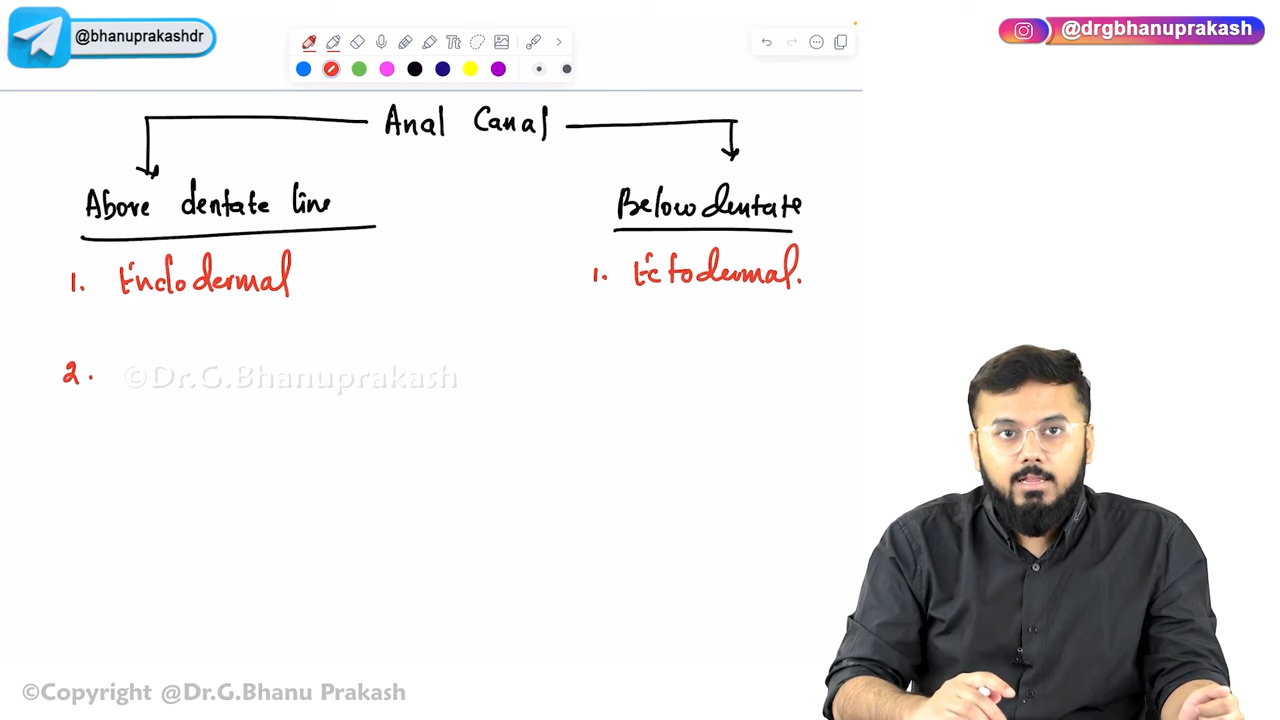 @bhanuprakashdr
@drgbhanuprakash
Tt
Anal Canal
Above dentate line
Below dentate
1. Endodermal
1. Ectodermal.
2.
©Dr.G.Bhanuprakash
©Copyright @Dr.G.Bhanu Prakash